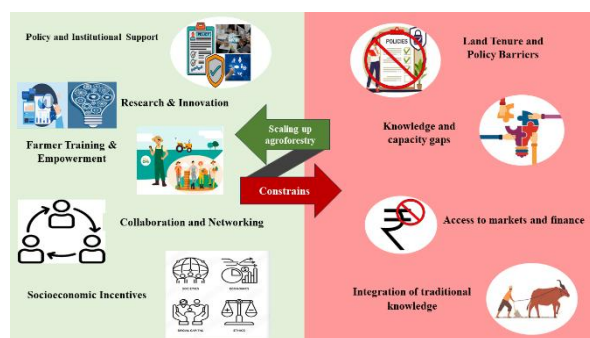 Policy and Institutional Support
Research & Innovation
Farmer Training &
Empowerment
Collaboration and Networking
Socioeconomic Incentives
Scaling up
agroforestry
Constrains
POLICIES
Land Tenure and
Policy Barriers
Knowledge and
capacity gaps
₹
Access to markets and finance
Integration of traditional
knowledge